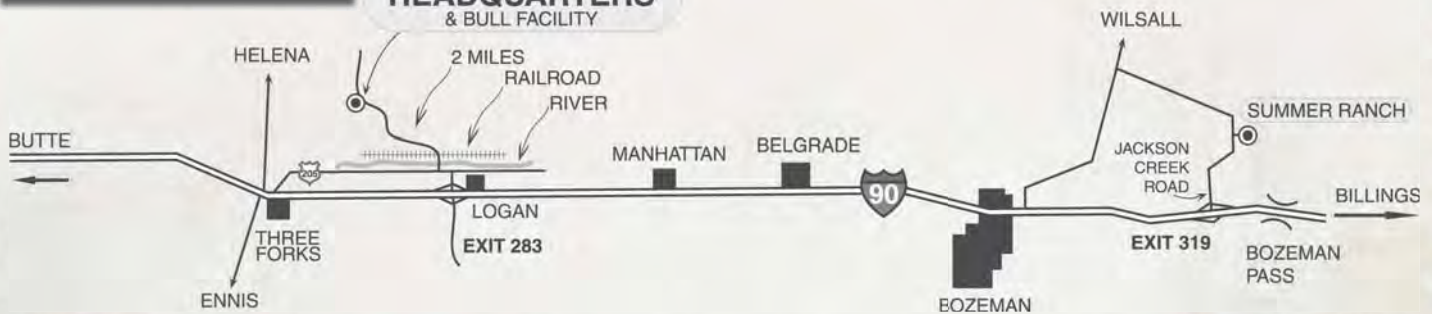 HEADQUARTERS
& BULL FACILITY
WILSALL
HELENA
2 MILES
RAILROAD
RIVER
SUMMER RANCH
BUTTE
205
MANHATTAN
BELGRADE
JACKSON
CREEK
ROAD
90
BILLINGS
LOGAN
THREE
FORKS
EXIT 283
EXIT 319
BOZEMAN
PASS
ENNIS
BOZEMAN